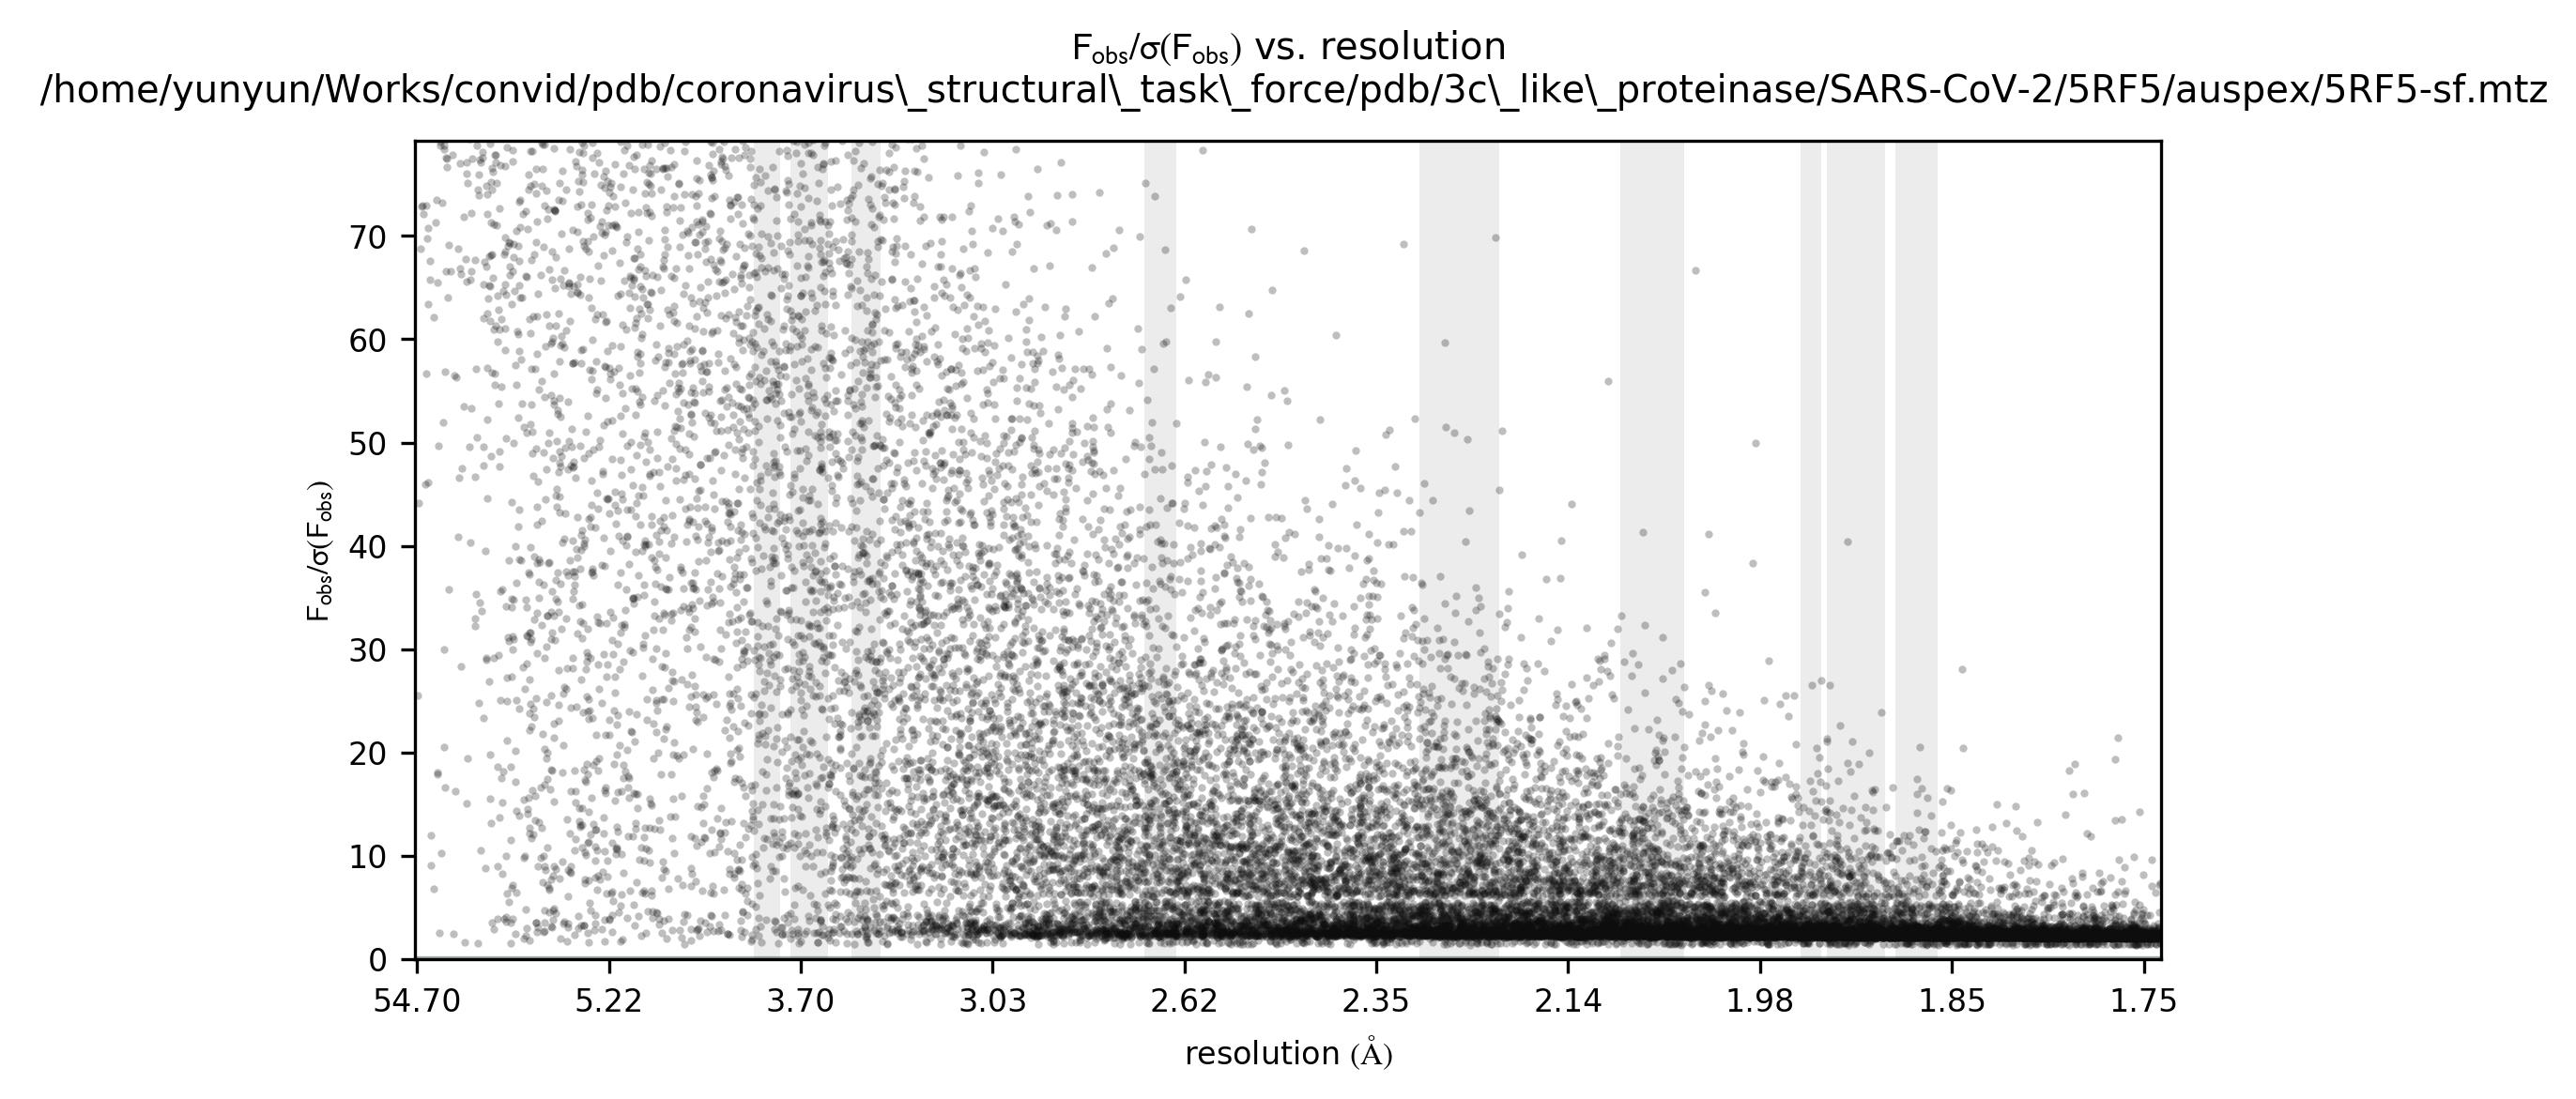 Fobs/σ(Fobs) vs. resolution
/home/yunyun/Works/convid/pdb/coronavirus\_structural\_task\_force/pdb/3c\_like\_proteinase/SARS-CoV-2/5RF5/auspex/5RF5-sf.mtz
Fobs/σ(Fobs)
70
60
50
40
30
20
10
0
54.70 5.22 3.70 3.03 2.62 2.35 2.14 1.98 1.85 1.75
resolution (Å)